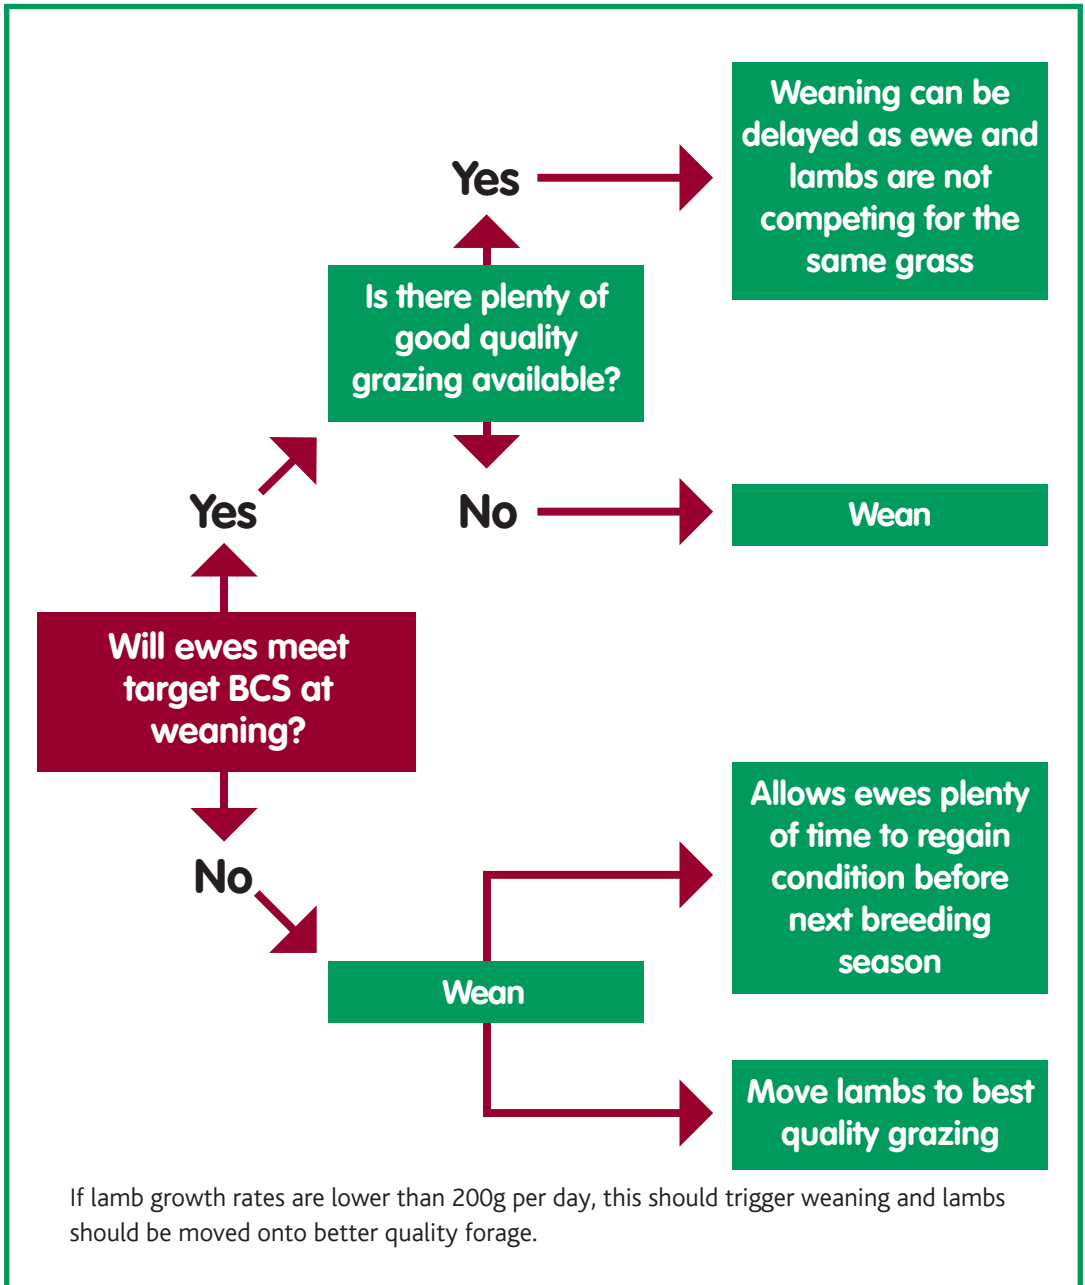 Weaning can be
delayed as ewe and
lambs are not
competing for the
same grass
Yes
Is there plenty of
good quality
grazing available?
Yes
No
Wean
Will ewes meet
target BCS at
weaning?
No
Allows ewes plenty
of time to regain
condition before
next breeding
season
Wean
Move lambs to best
quality grazing
If lamb growth rates are lower than 200g per day, this should trigger weaning and lambs
should be moved onto better quality forage.